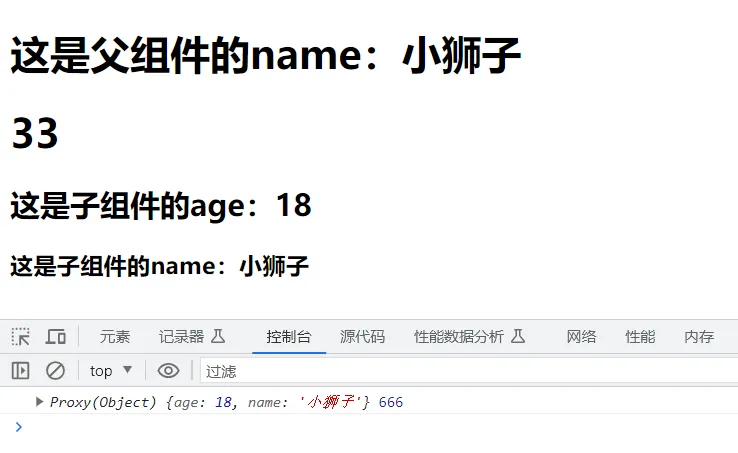 这是父组件的name：小狮子
33
这是子组件的age：18
这是子组件的name：小狮子
元素 记录器 控制台 源代码 性能数据分析 网络 性能 内存
top 过滤
Proxy(Object) {age: 18, name: '小狮子'} 666